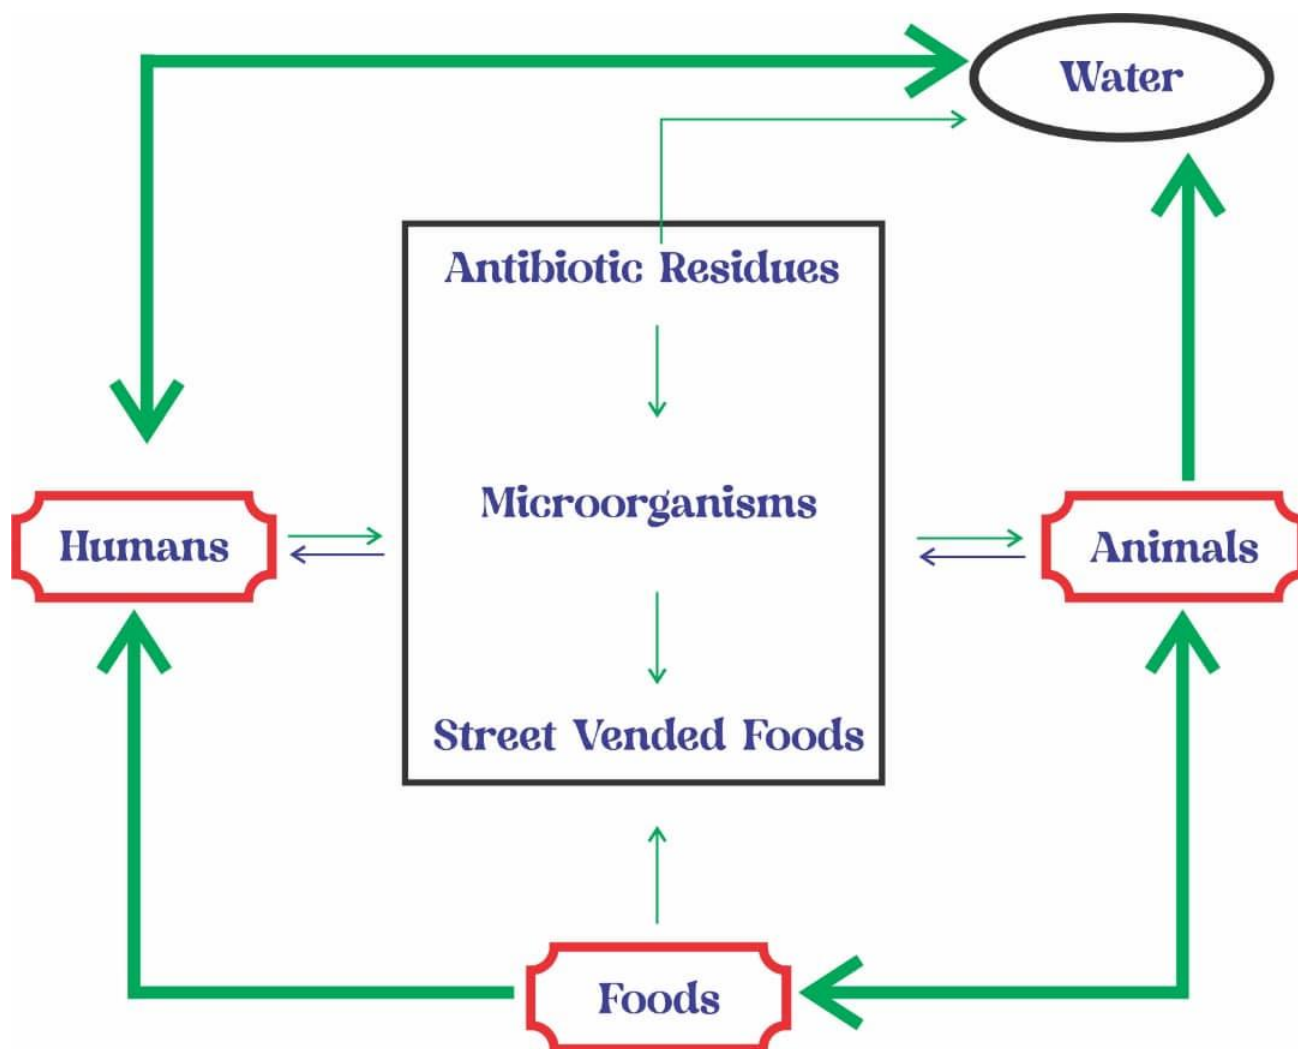 Water
Antibiotic Residues
Microorganisms
Humans
Animals
Street Vended Foods
Foods